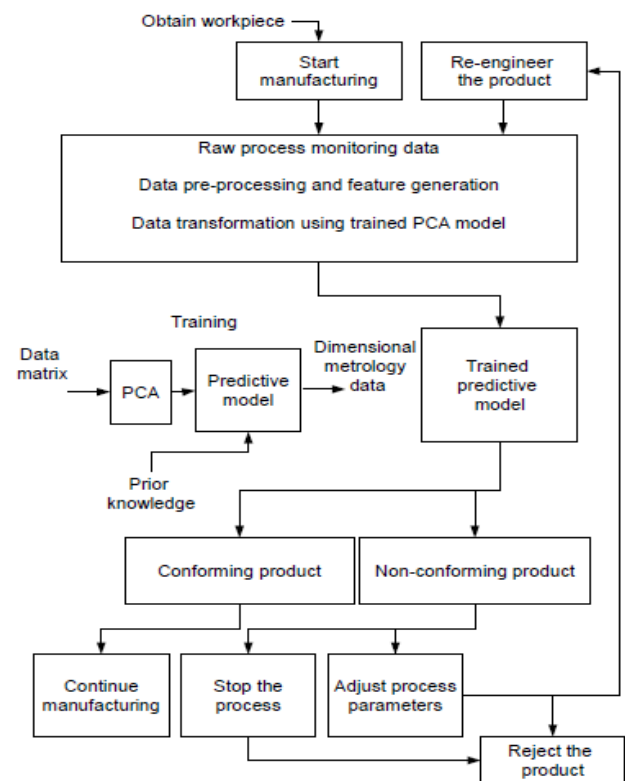 Obtain workpiece
Start
manufacturing
Re-engineer
the product
Raw process monitoring data
Data pre-processing and feature generation
Data transformation using trained PCA model
Training
Data
matrix
PCA
Predictive
model
Dimensional
metrology
data
Trained
predictive
model
Prior
knowledge
Conforming product
Non-conforming product
Continue
manufacturing
Stop the
process
Adjust process
parameters
Reject the
product